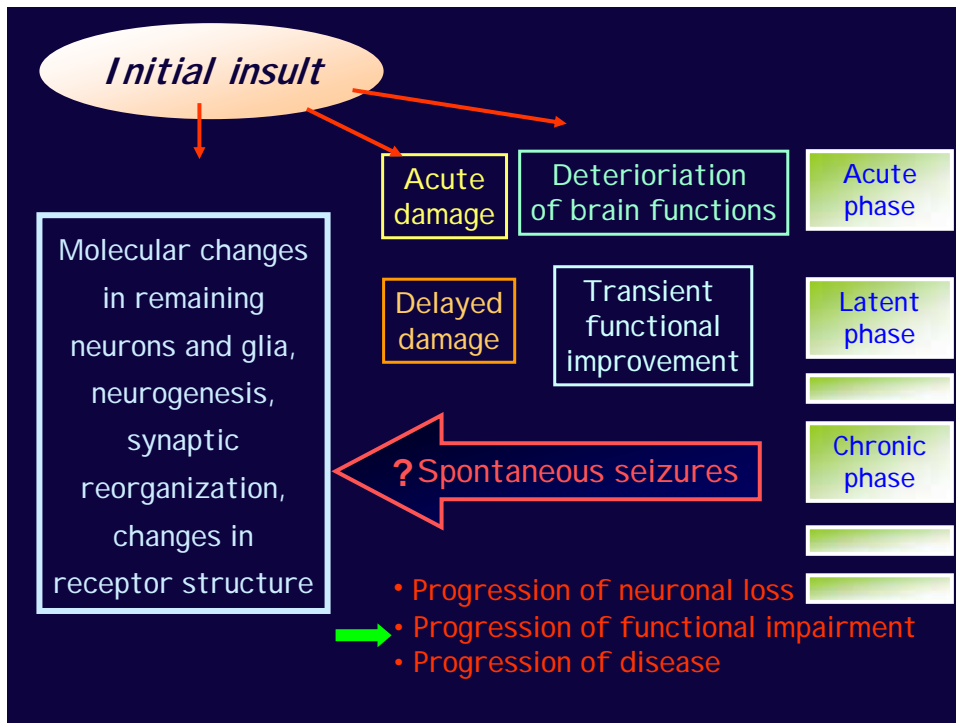 Initial insult
Acute
damage
Deterioriation
of brain functions
Acute
phase
Molecular changes
in remaining
neurons and glia,
neurogenesis,
synaptic
reorganization,
changes in
receptor structure
Delayed
damage
Transient
functional
improvement
Latent
phase
? Spontaneous seizures
Chronic
phase
• Progression of neuronal loss
• Progression of functional impairment
• Progression of disease